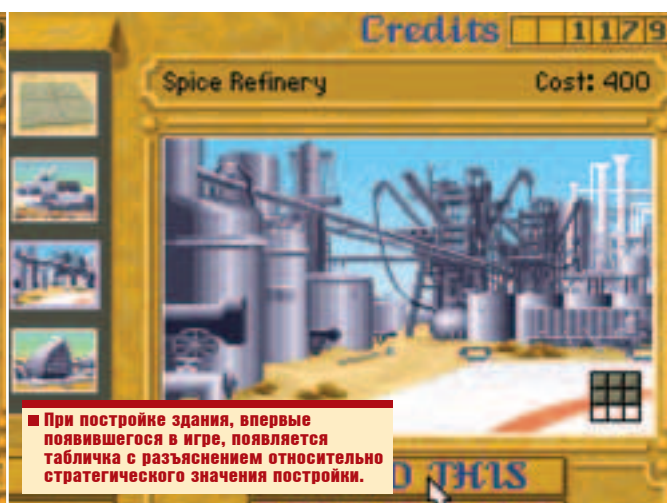 Credits 1179
Spice Refinery Cost: 400
При постройке здания, впервые
появившегося в игре, появляется
табличка с разъяснением относительно
стратегического значения постройки.
THIS